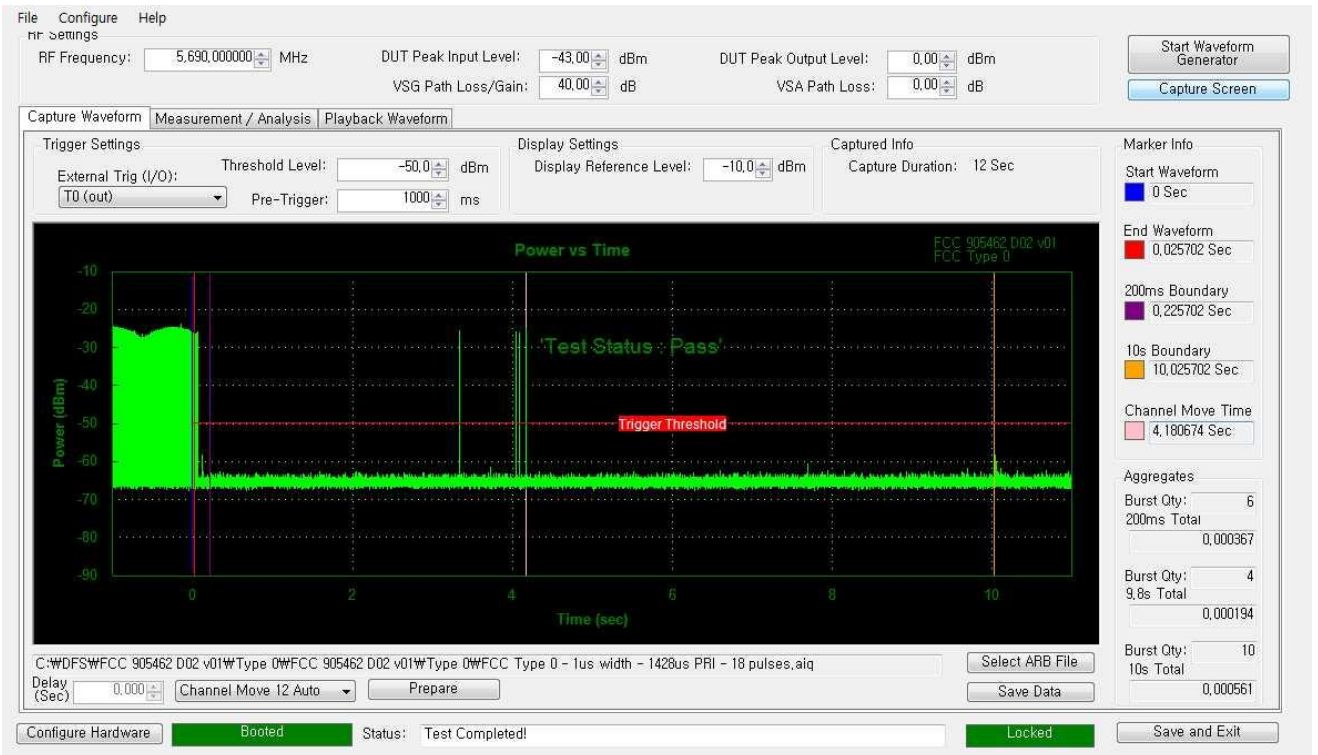 File Configure Help
RF Settings
RF Frequency: 5,690,000000 MHz DUT Peak Input Level: -43,00 dBm DUT Peak Output Level: 0,00 dBm
VSG Path Loss/Gain: 40,00 dB VSA Path Loss: 0,00 dB
Start Waveform
Generator
Capture Screen
Capture Waveform Measurement / Analysis Playback Waveform
Trigger Settings
External Trig (I/O):
T0 (out)
Threshold Level: -50,0 dBm
Pre-Trigger: 1000 ms
Display Settings
Display Reference Level: -10,0 dBm
Captured Info
Capture Duration: 12 Sec
Marker Info
Start Waveform
0 Sec
End Waveform
0,025702 Sec
200ms Boundary
0,225702 Sec
10s Boundary
10,025702 Sec
Channel Move Time
4,180674 Sec
Power vs Time
FCC 905462 D02 v01
FCC Type 0
'Test Status : Pass'
Trigger Threshold
Power (dBm)
-10
-20
-30
-40
-50
-60
-70
-80
-90
0 2 4 6 8 10
Time (sec)
Aggregates
Burst Qty: 6
200ms Total
0,000367
Burst Qty: 4
9,8s Total
0,000194
Burst Qty: 10
10s Total
0,000561
C:₩DFS₩FCC 905462 D02 v01₩Type 0₩FCC 905462 D02 v01₩Type 0₩FCC Type 0 - 1us width - 1428us PRI - 18 pulses,aiq
Select ARB File
Delay
(Sec) 0,000 Channel Move 12 Auto Prepare
Save Data
Configure Hardware Booted Status: Test Completed! Locked Save and Exit